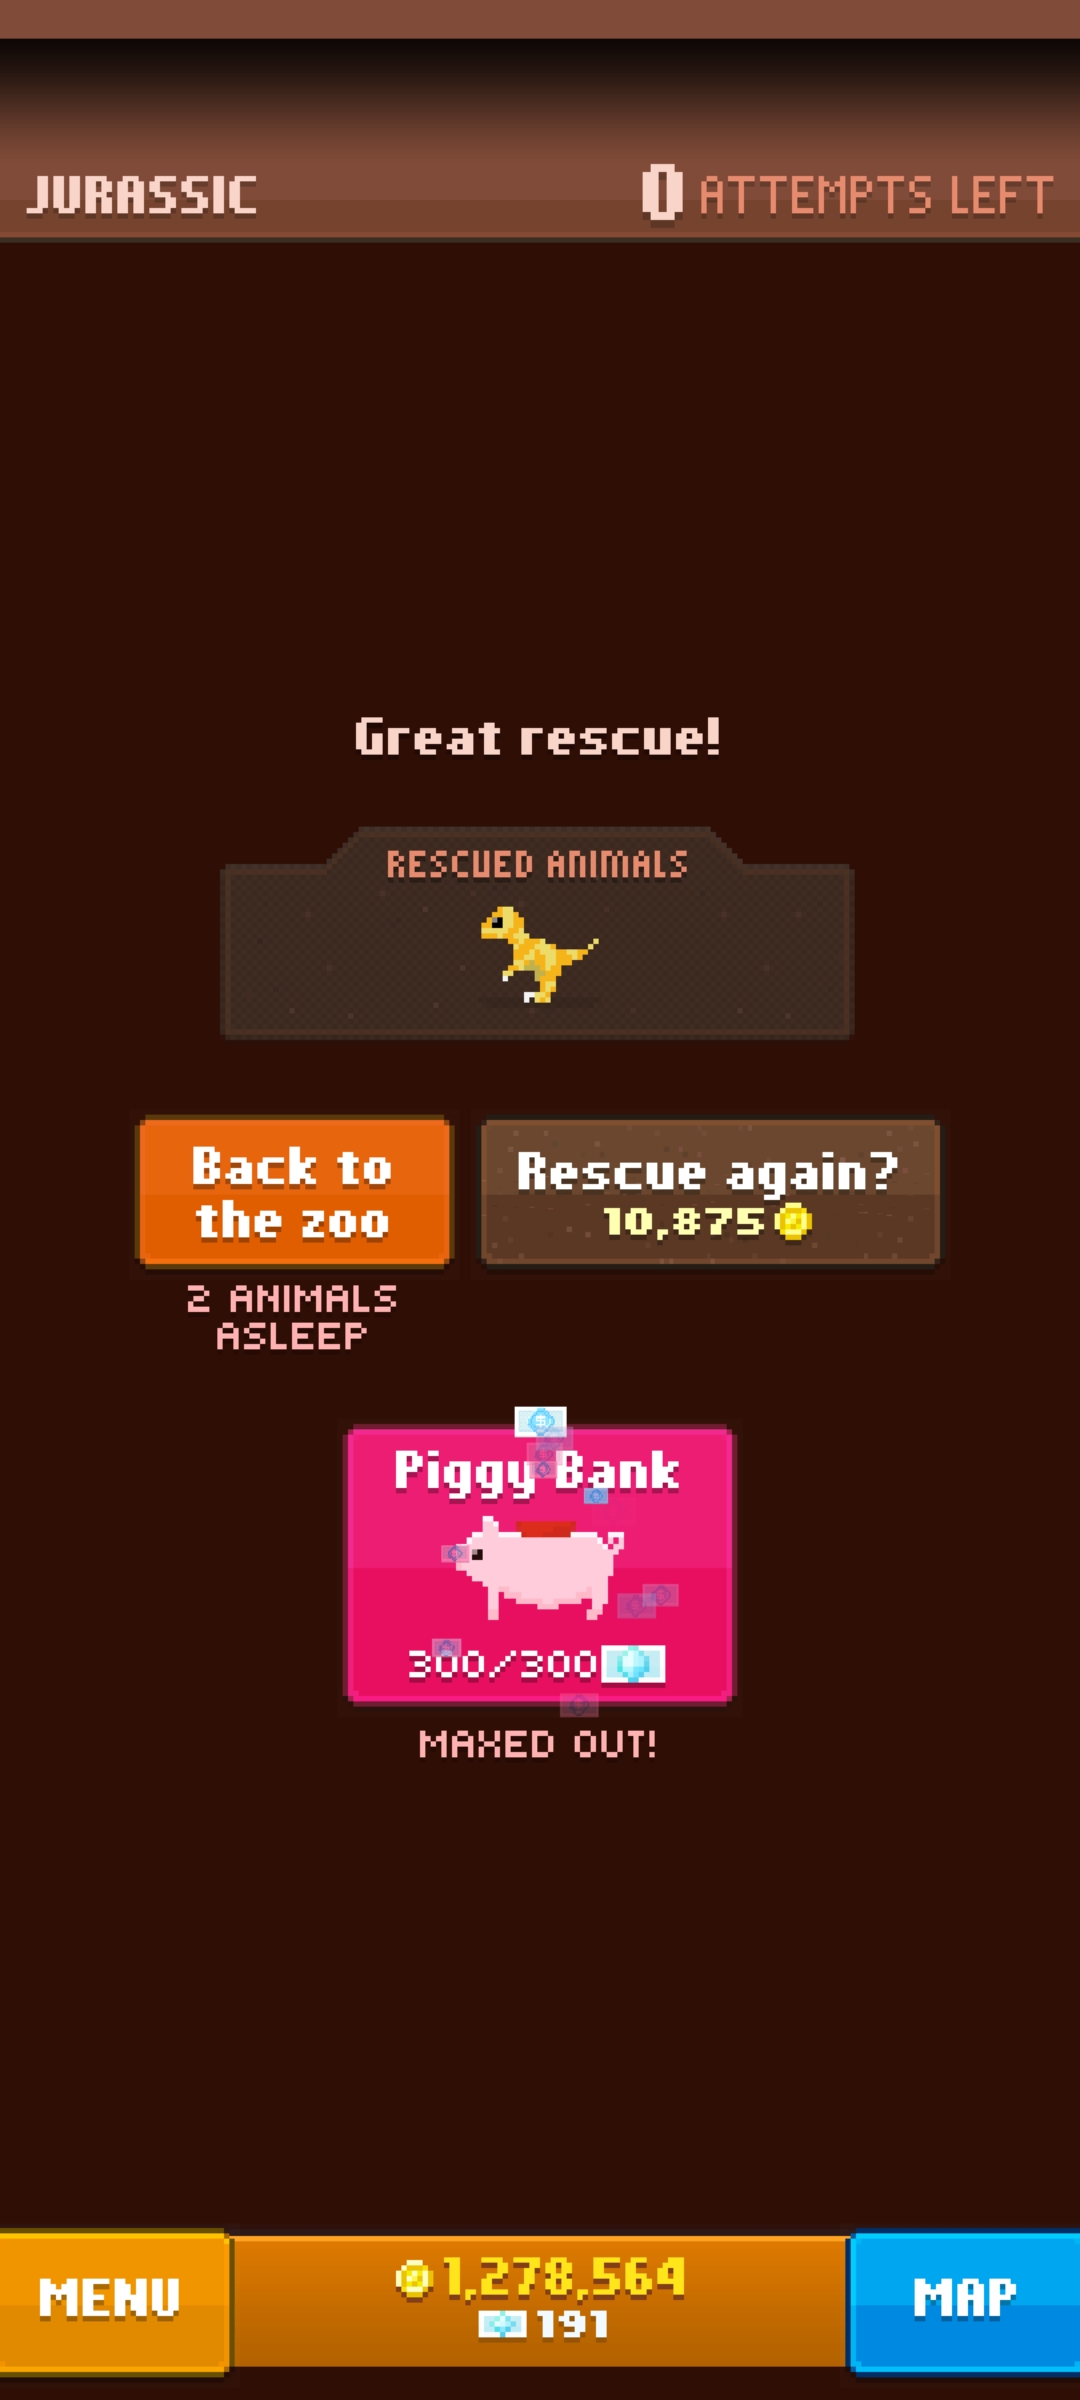 JURASSIC
0 ATTEMPTS LEFT
Great rescue!
RESCUED ANIMALS
Back to
the zoo
Rescue again?
10,875
2 ANIMALS
ASLEEP
Piggy Bank
300/300
MAXED OUT!
MENU
1,278,564
191
MAP